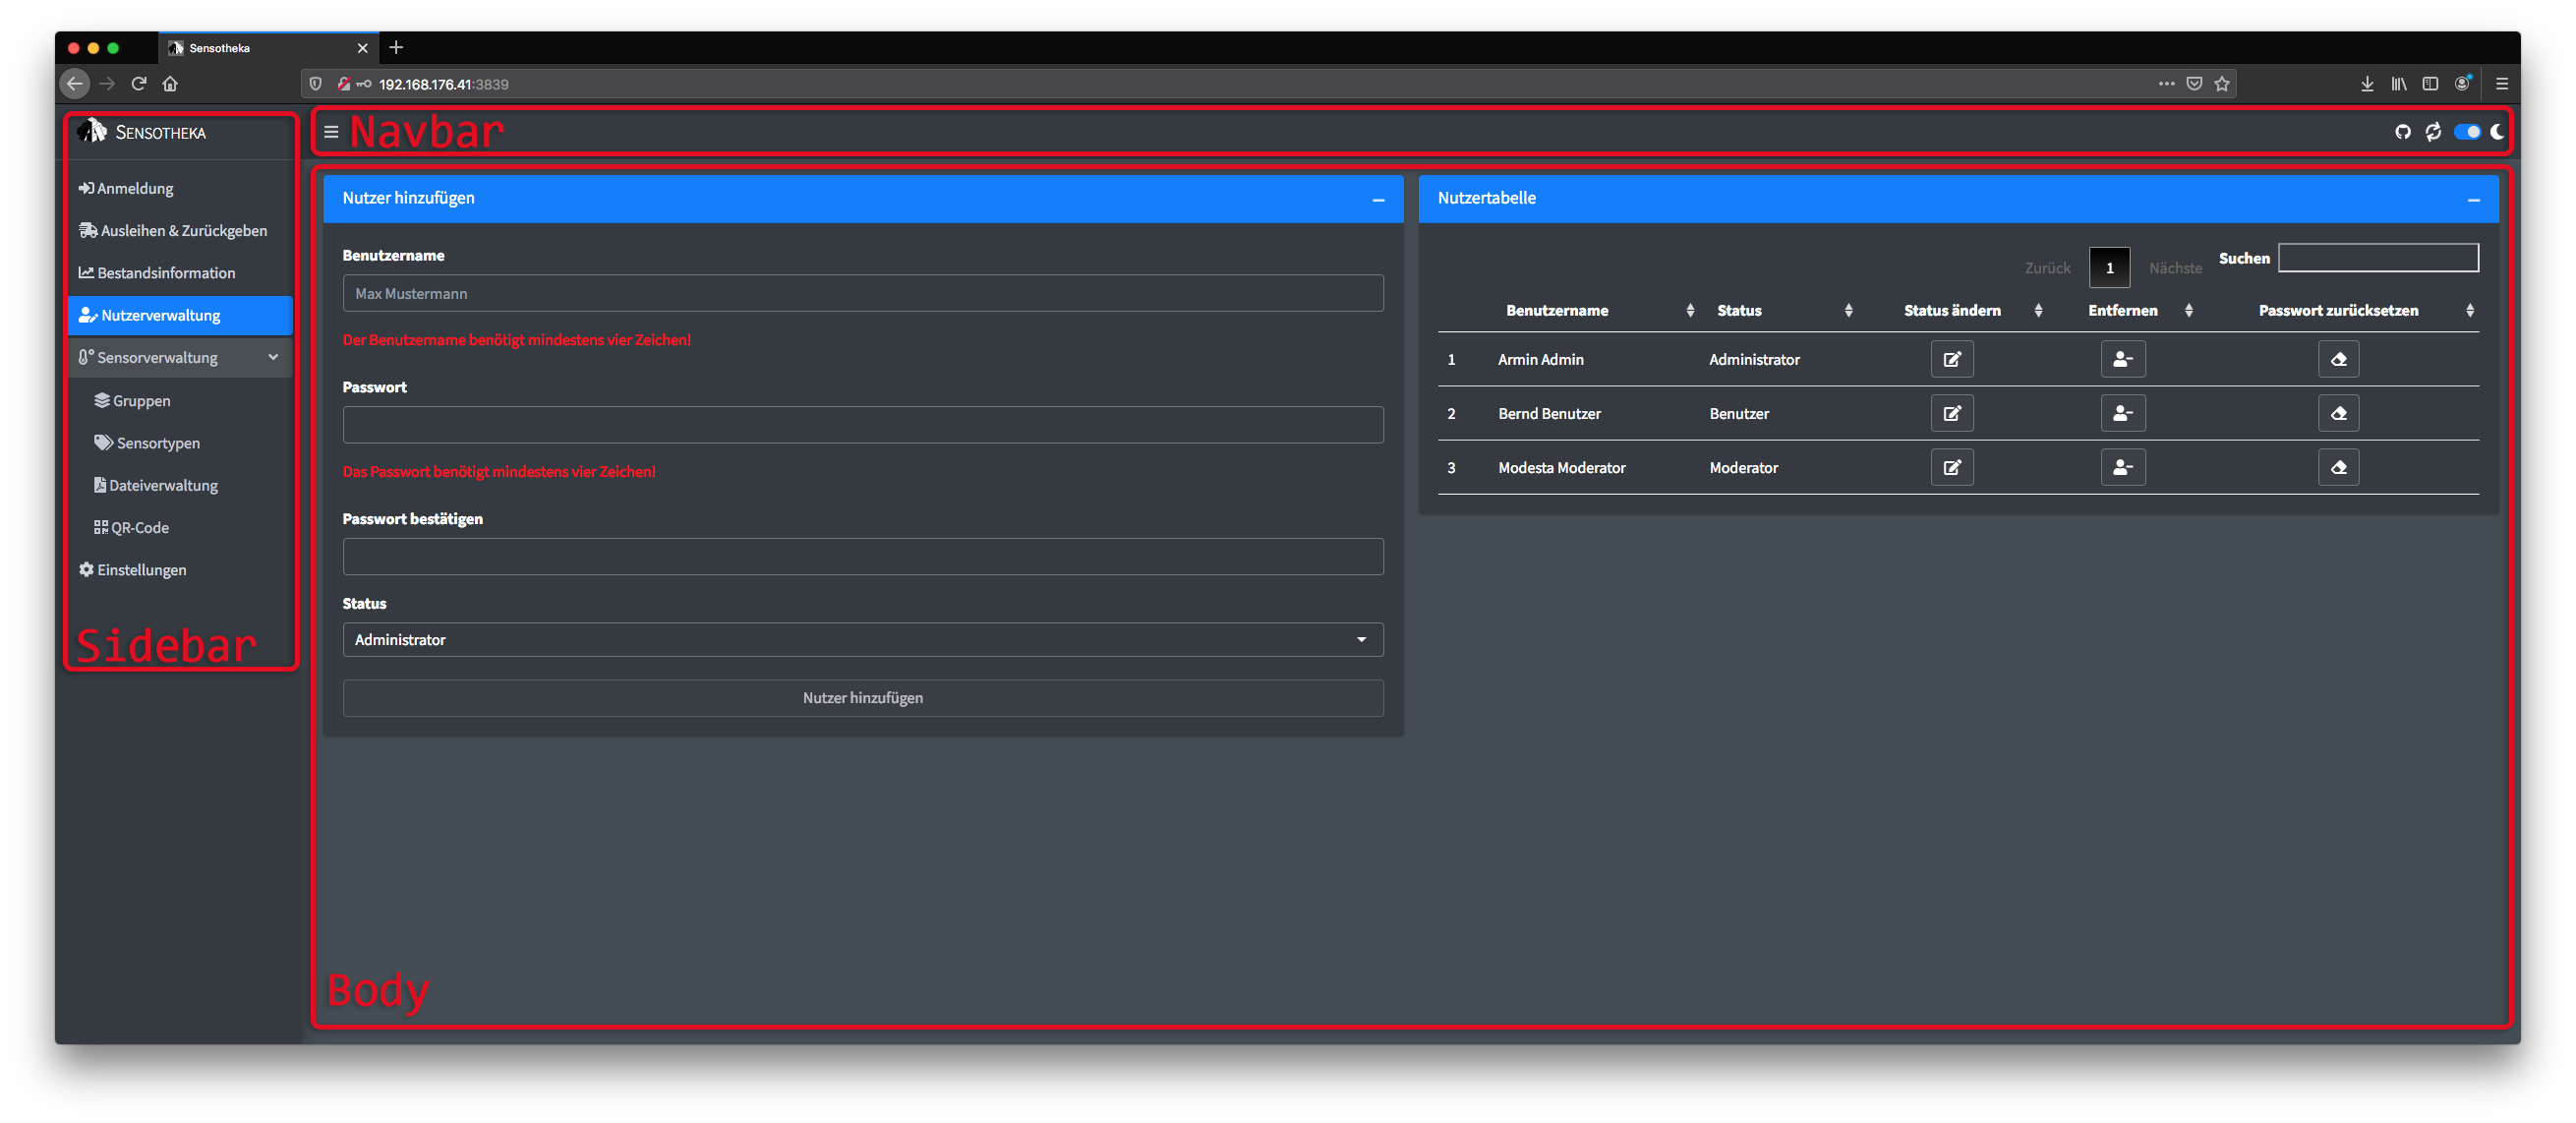 Sensotheka
192.168.176.41:3839
SENSOTHEKA
Navbar
Anmeldung
Ausleihen & Zurückgeben
Bestandsinformation
Nutzerverwaltung
Sensorverwaltung
Gruppen
Sensortypen
Dateiverwaltung
QR-Code
Einstellungen
Sidebar
Nutzer hinzufügen
Benutzername
Max Mustermann
Der Benutzername benötigt mindestens vier Zeichen!
Passwort
Das Passwort benötigt mindestens vier Zeichen!
Passwort bestätigen
Status
Administrator
Nutzer hinzufügen
Nutzertabelle
Zurück 1 Nächste Suchen
Benutzername Status Status ändern Entfernen Passwort zurücksetzen
1 Armin Admin Administrator
2 Bernd Benutzer Benutzer
3 Modesta Moderator Moderator
Body